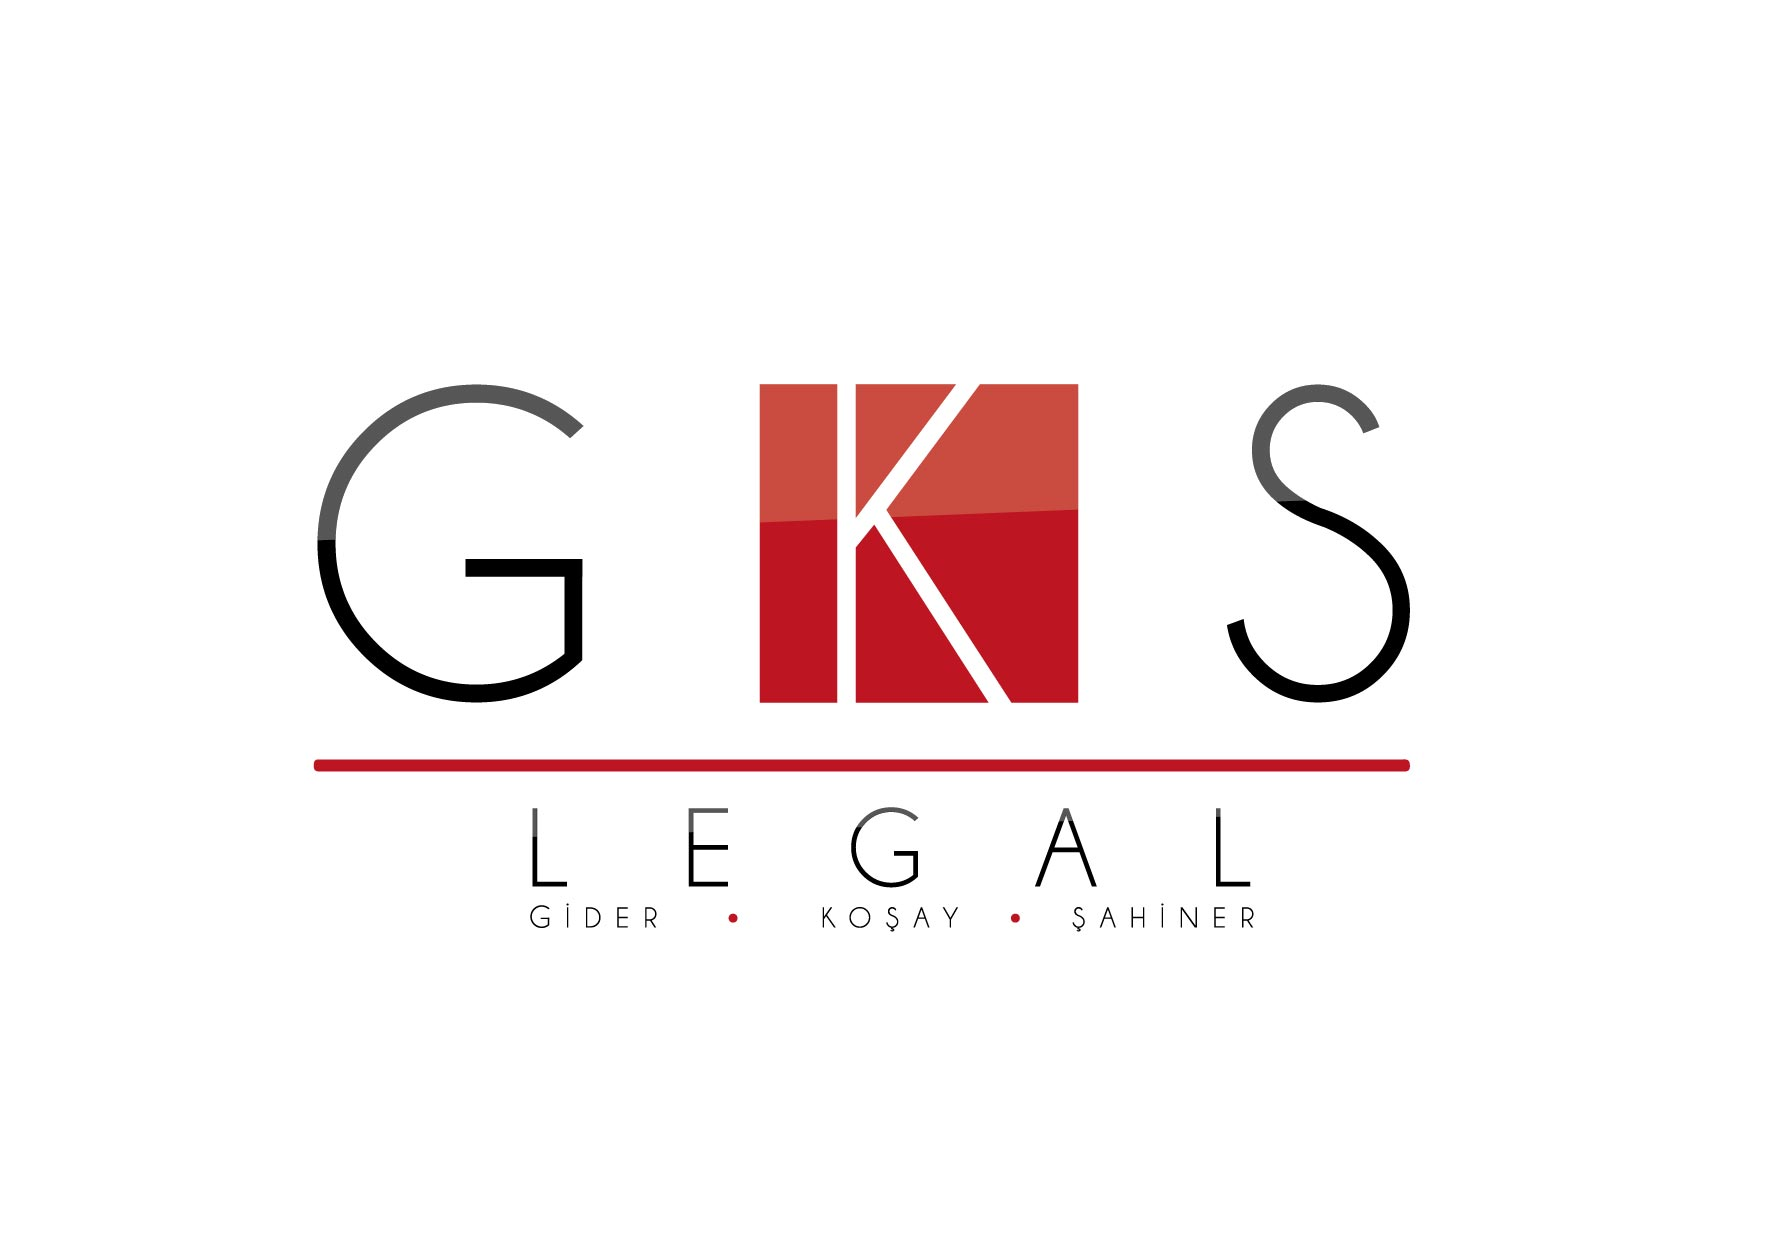 GKS
LEGAL
GİDER • KOŞAY • ŞAHİNER